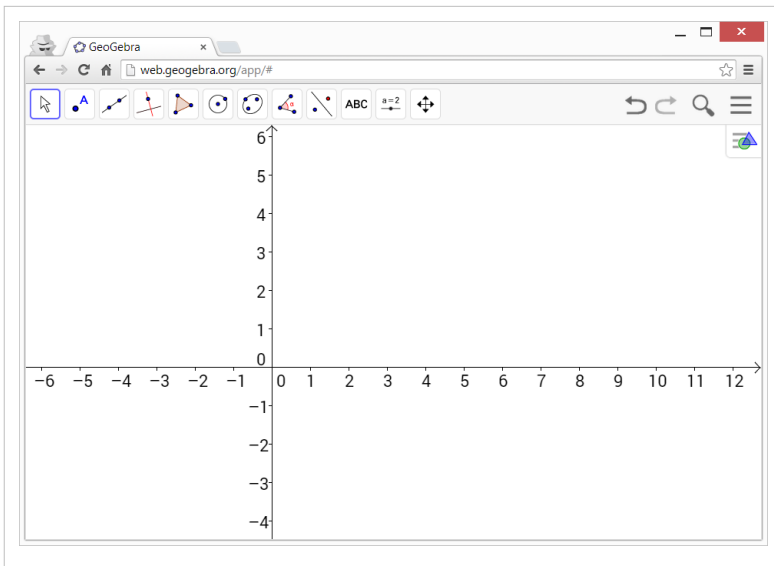 GeoGebra
web.geogebra.org/app/#
A
α
ABC
a=2
6
5
4
3
2
1
0
−6 −5 −4 −3 −2 −1 0 1 2 3 4 5 6 7 8 9 10 11 12
−1
−2
−3
−4